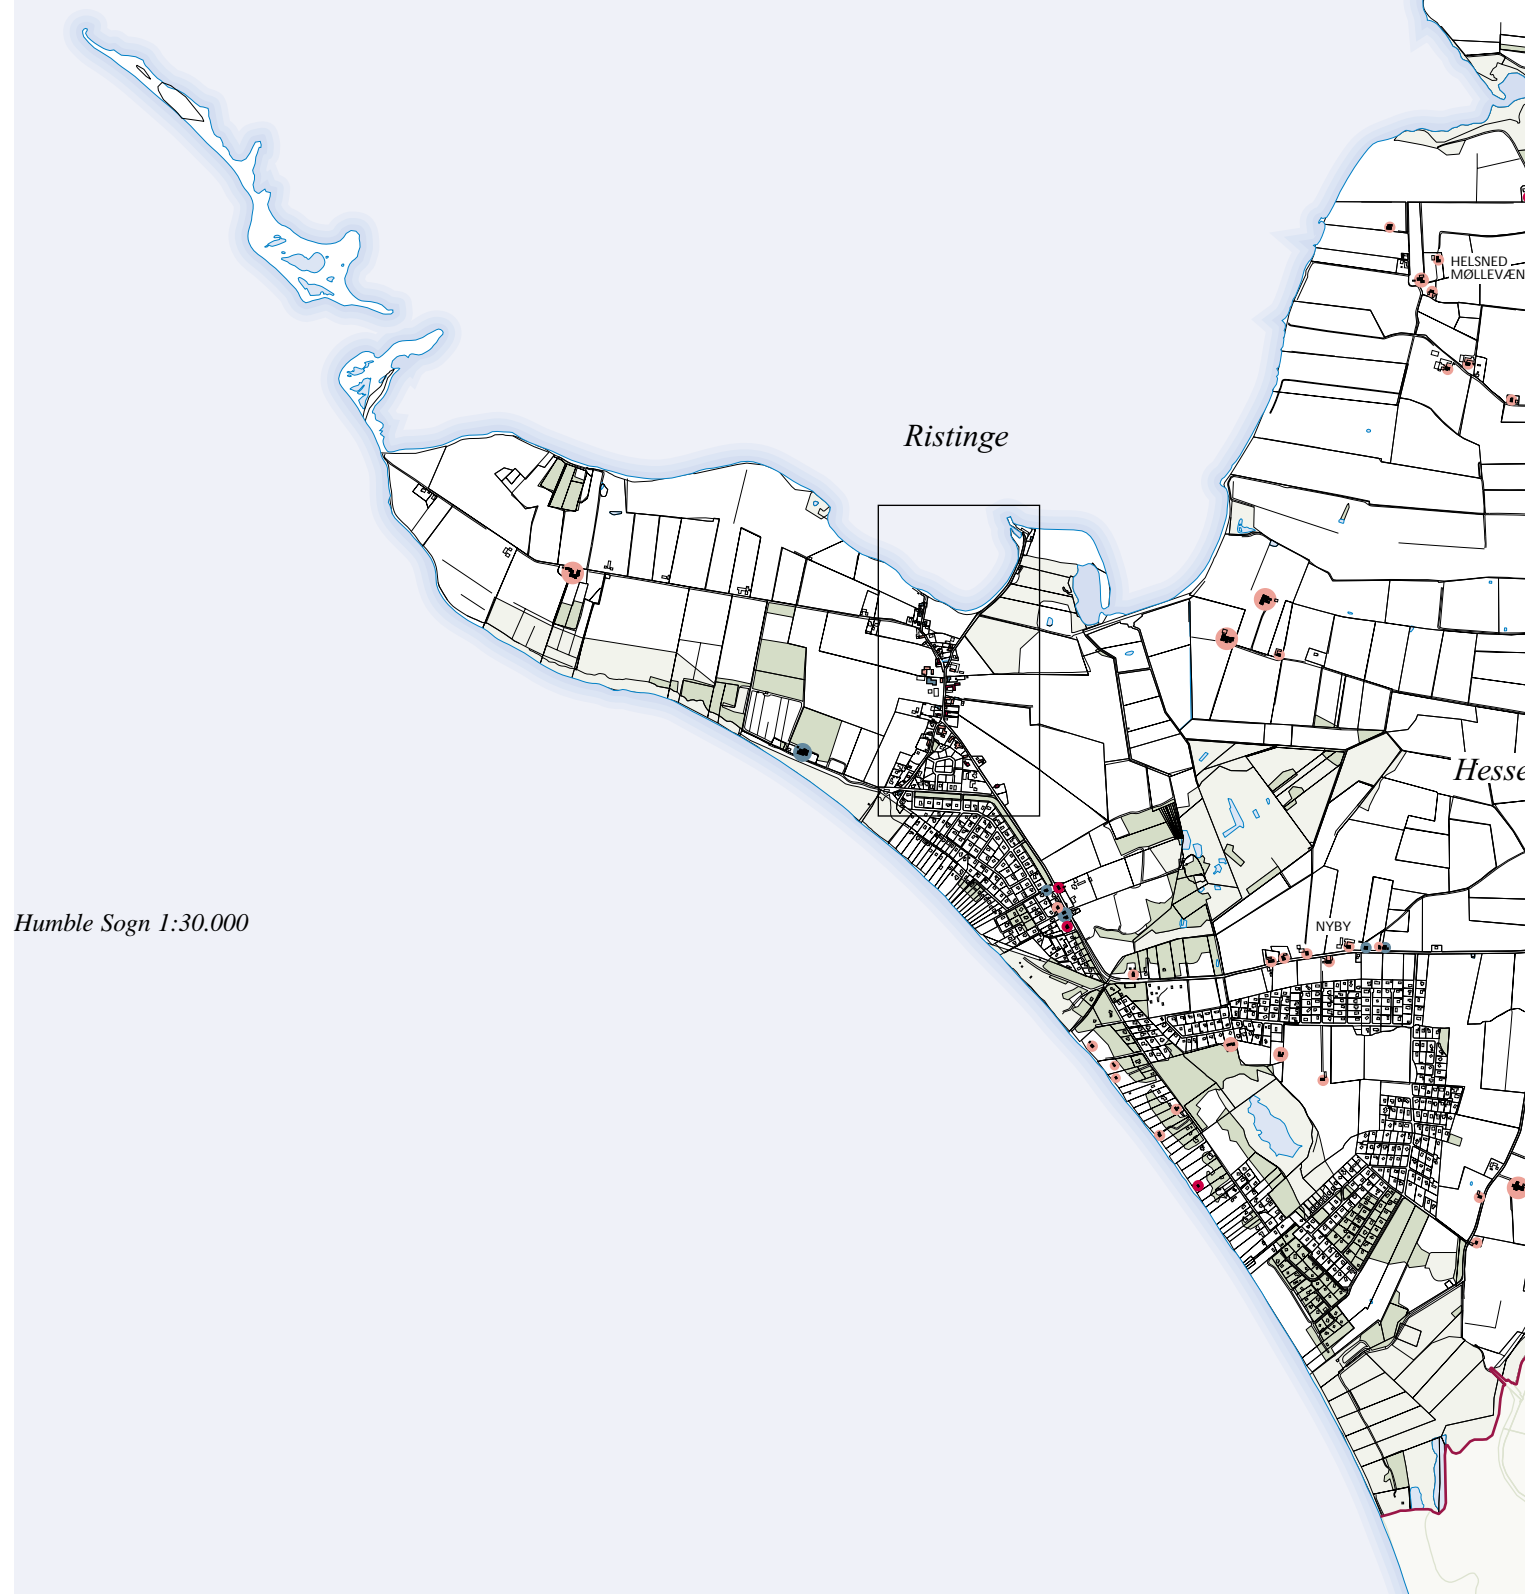 HELSNED
MØLLEVÆN
Ristinge
Hesse
Humble Sogn 1:30.000
NYBY